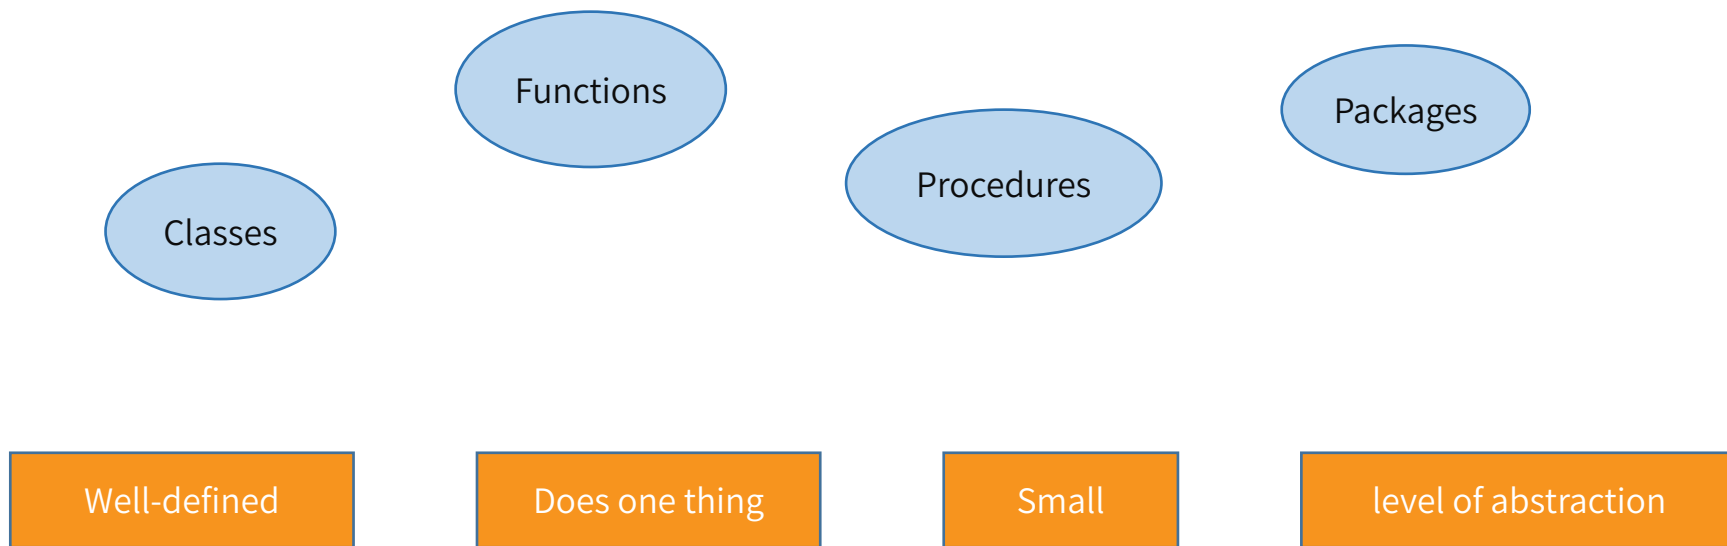 Functions
Packages
Procedures
Classes
Well-defined
Does one thing
Small
level of abstraction